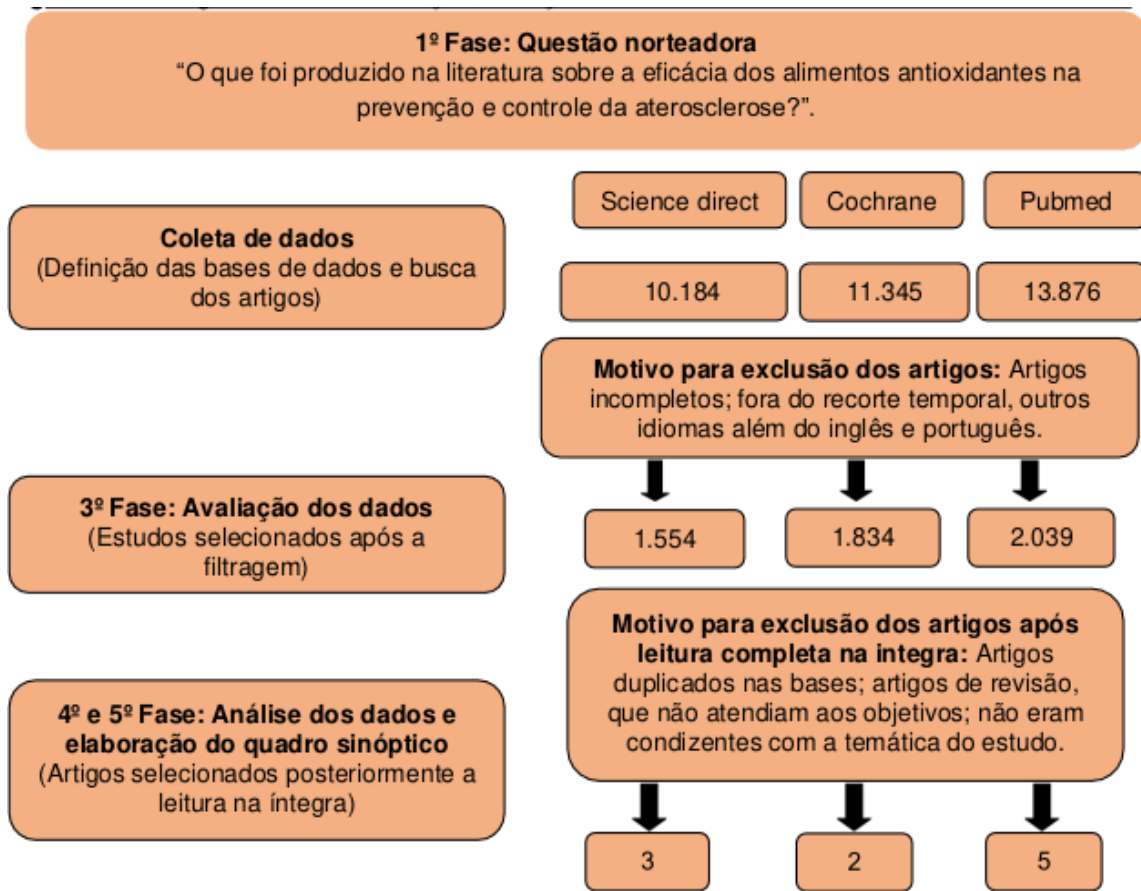 1º Fase: Questão norteadora
“O que foi produzido na literatura sobre a eficácia dos alimentos antioxidantes na
prevenção e controle da aterosclerose?”.
Science direct
Cochrane
Pubmed
Coleta de dados
(Definição das bases de dados e busca
dos artigos)
10.184
11.345
13.876
Motivo para exclusão dos artigos: Artigos
incompletos; fora do recorte temporal, outros
idiomas além do inglês e português.
3º Fase: Avaliação dos dados
(Estudos selecionados após a
filtragem)
1.554
1.834
2.039
Motivo para exclusão dos artigos após
leitura completa na integra: Artigos
duplicados nas bases; artigos de revisão,
que não atendiam aos objetivos; não eram
condizentes com a temática do estudo.
4º e 5º Fase: Análise dos dados e
elaboração do quadro sinóptico
(Artigos selecionados posteriormente a
leitura na íntegra)
3
2
5